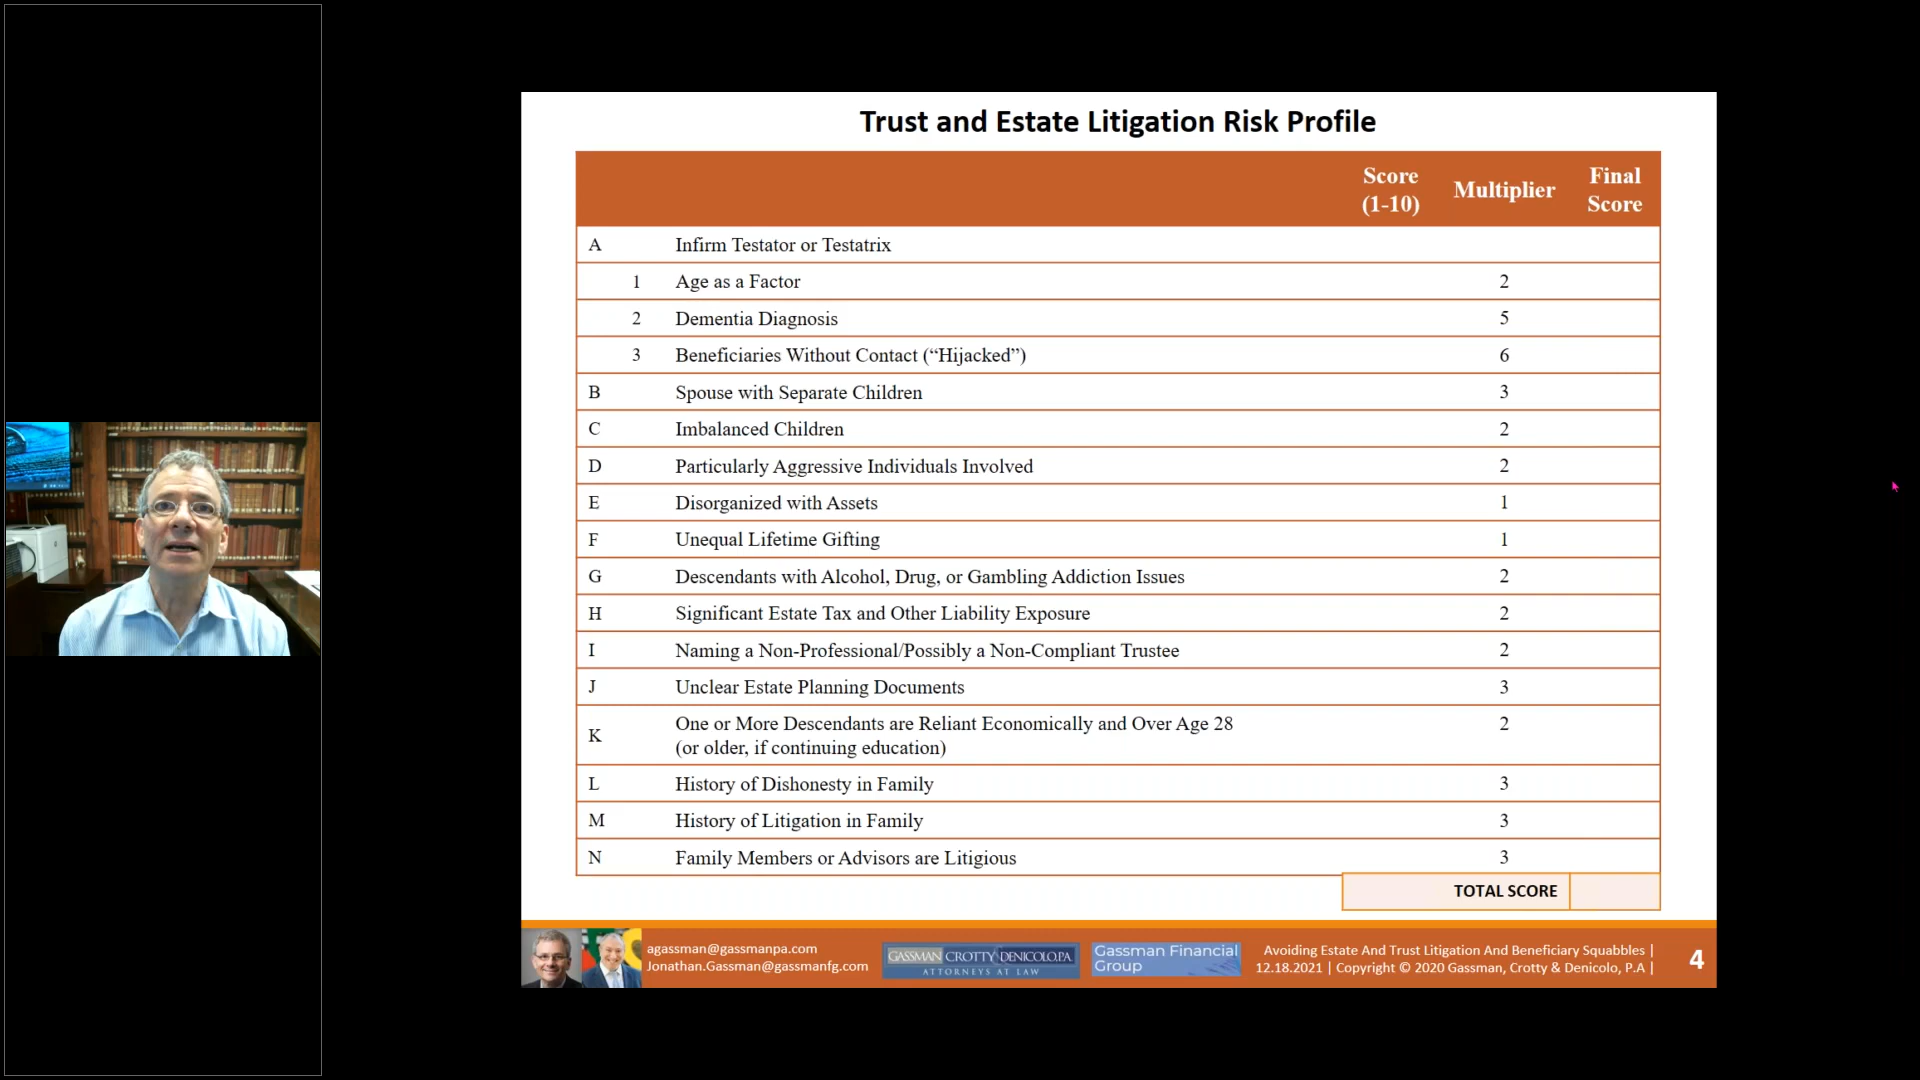 Trust and Estate Litigation Risk Profile
Score (1-10) Multiplier Final Score
A Infirm Testator or Testatrix
1 Age as a Factor 2
2 Dementia Diagnosis 5
3 Beneficiaries Without Contact (“Hijacked”) 6
B Spouse with Separate Children 3
C Imbalanced Children 2
D Particularly Aggressive Individuals Involved 2
E Disorganized with Assets 1
F Unequal Lifetime Gifting 1
G Descendants with Alcohol, Drug, or Gambling Addiction Issues 2
H Significant Estate Tax and Other Liability Exposure 2
I Naming a Non-Professional/Possibly a Non-Compliant Trustee 2
J Unclear Estate Planning Documents 3
K One or More Descendants are Reliant Economically and Over Age 28 2
(or older, if continuing education)
L History of Dishonesty in Family 3
M History of Litigation in Family 3
N Family Members or Advisors are Litigious 3
TOTAL SCORE
agassman@gassmanpa.com
Jonathan.Gassman@gassmanfg.com
GASSMAN CROTTY DENICOLO, P.A.
ATTORNEYS AT LAW
Gassman Financial
Group
Avoiding Estate And Trust Litigation And Beneficiary Squabbles |
12.18.2021 | Copyright © 2020 Gassman, Crotty & Denicolo, P.A |
4